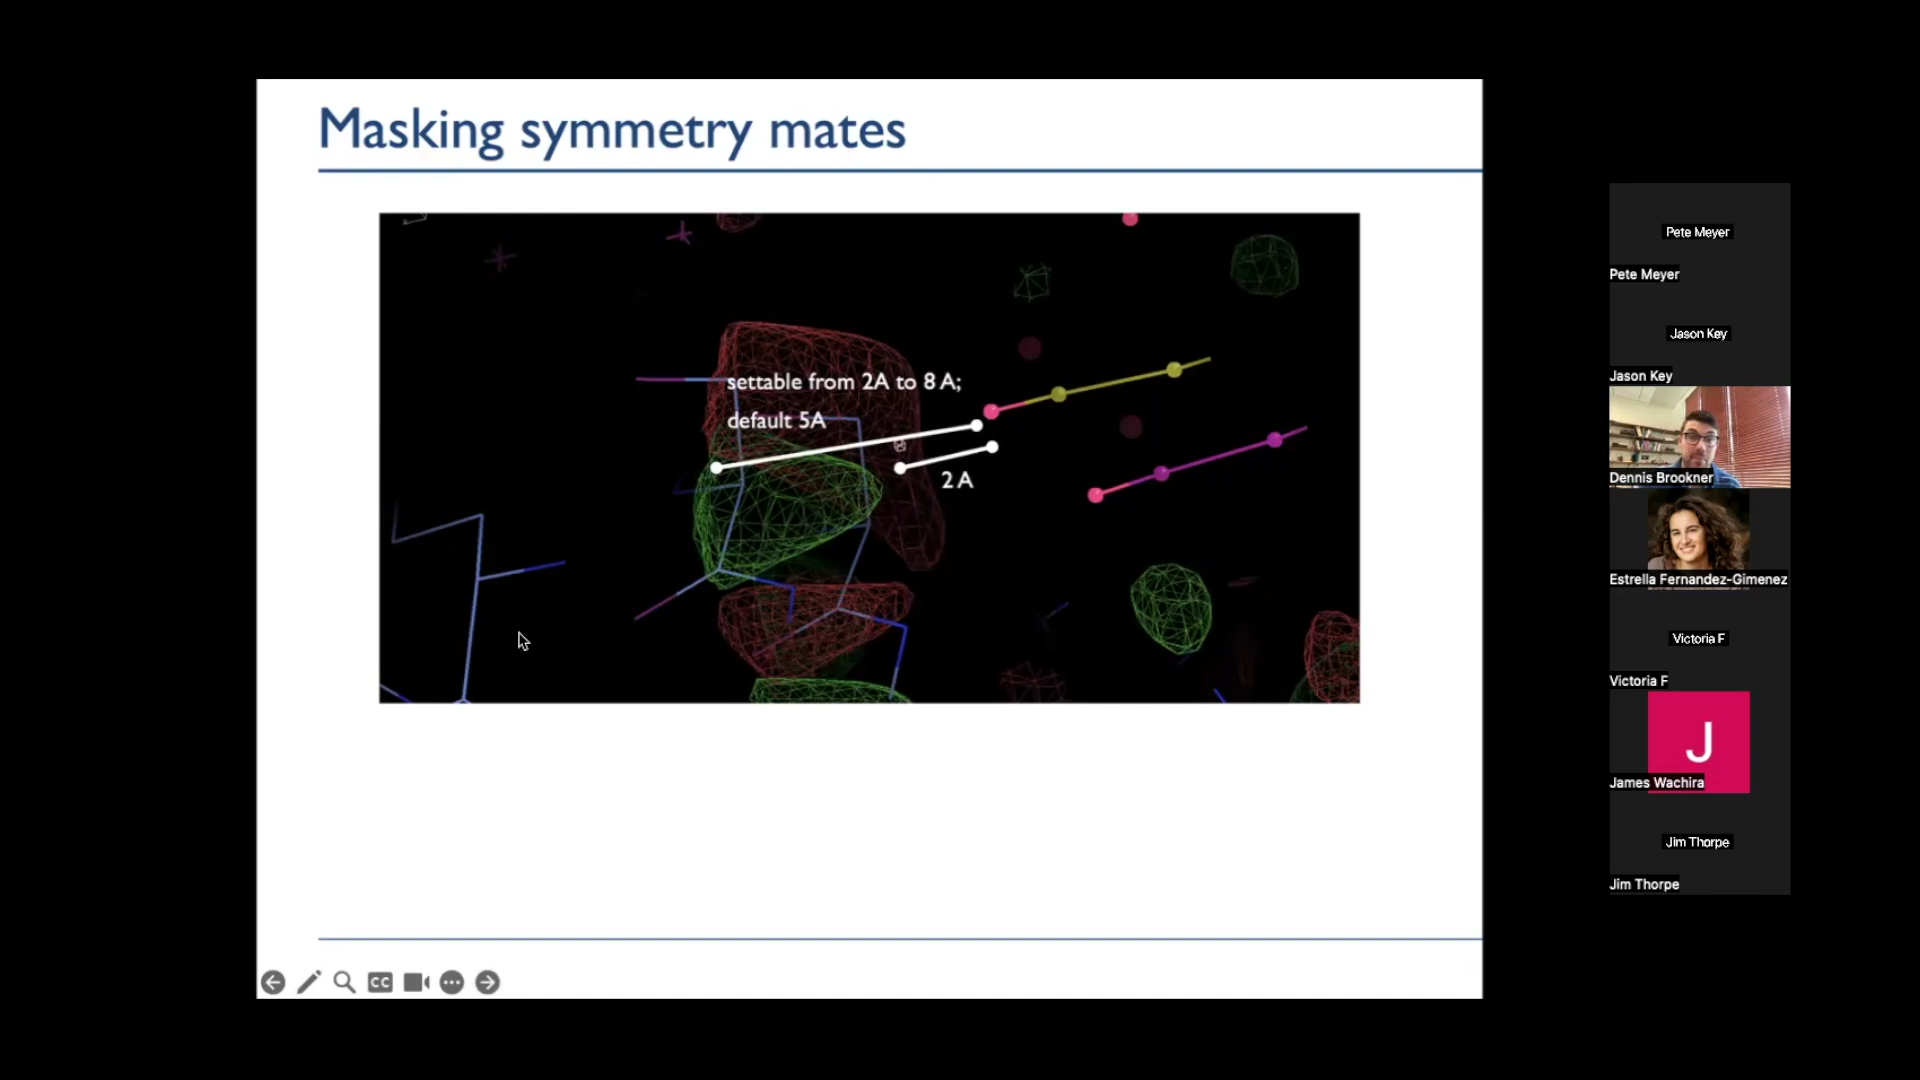 Masking symmetry mates
settable from 2A to 8 A;
default 5A
2 A
CC
Pete Meyer
Pete Meyer
Jason Key
Jason Key
Dennis Brookner
Estrella Fernandez-Gimenez
Victoria F
Victoria F
J
James Wachira
Jim Thorpe
Jim Thorpe